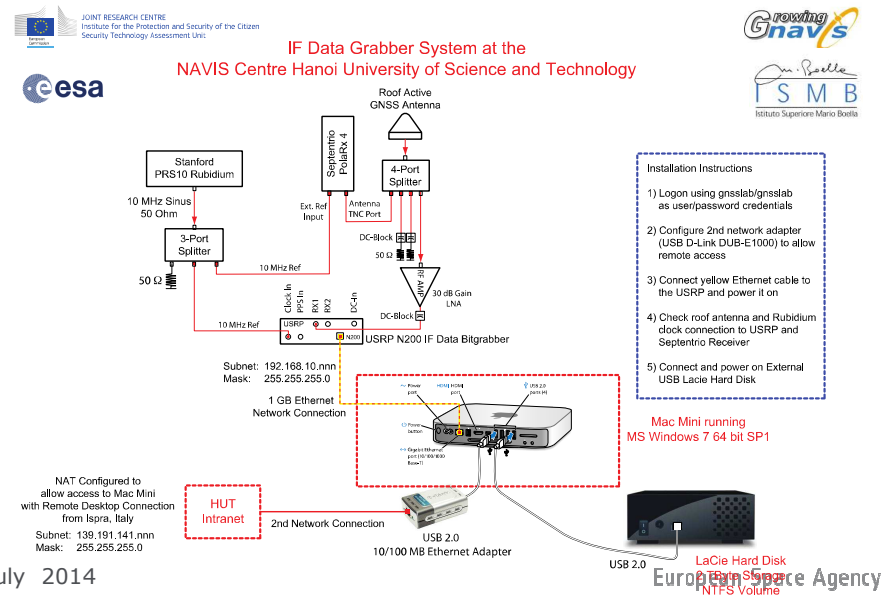 JOINT RESEARCH CENTRE
Institute for the Protection and Security of the Citizen
Security Technology Assessment Unit
European
Commission
Growing
Gnavis
IF Data Grabber System at the
NAVIS Centre Hanoi University of Science and Technology
esa
M. Boella
ISMB
Istituto Superiore Mario Boella
Roof Active
GNSS Antenna
Septentrio
PolaRx 4
4-Port
Splitter
Stanford
PRS10 Rubidium
10 MHz Sinus
50 Ohm
3-Port
Splitter
50 Ω
Ext. Ref
Input
Antenna
TNC Port
DC-Block
50 Ω
10 MHz Ref
RF AMP
30 dB Gain
LNA
DC-Block
Clock In
PPS In
RX1
RX2
DC-In
10 MHz Ref
USRP
N200
USRP N200 IF Data Bitgrabber
Installation Instructions
1) Logon using gnsslab/gnsslab
as user/password credentials
2) Configure 2nd network adapter
(USB D-Link DUB-E1000) to allow
remote access
3) Connect yellow Ethernet cable to
the USRP and power it on
4) Check roof antenna and Rubidium
clock connection to USRP and
Septentrio Receiver
5) Connect and power on External
USB Lacie Hard Disk
Subnet: 192.168.10.nnn
Mask: 255.255.255.0
1 GB Ethernet
Network Connection
Power
port
HDMI HDMI
port
USB 2.0
ports (4)
Power
button
Gigabit Ethernet
port (10/100/1000
Base-T)
Mac Mini running
MS Windows 7 64 bit SP1
NAT Configured to
allow access to Mac Mini
with Remote Desktop Connection
from Ispra, Italy
Subnet: 139.191.141.nnn
Mask: 255.255.255.0
HUT
Intranet
2nd Network Connection
USB 2.0
10/100 MB Ethernet Adapter
USB 2.0
LaCie Hard Disk
2 TByte Storage
NTFS Volume
uly 2014
European Space Agency